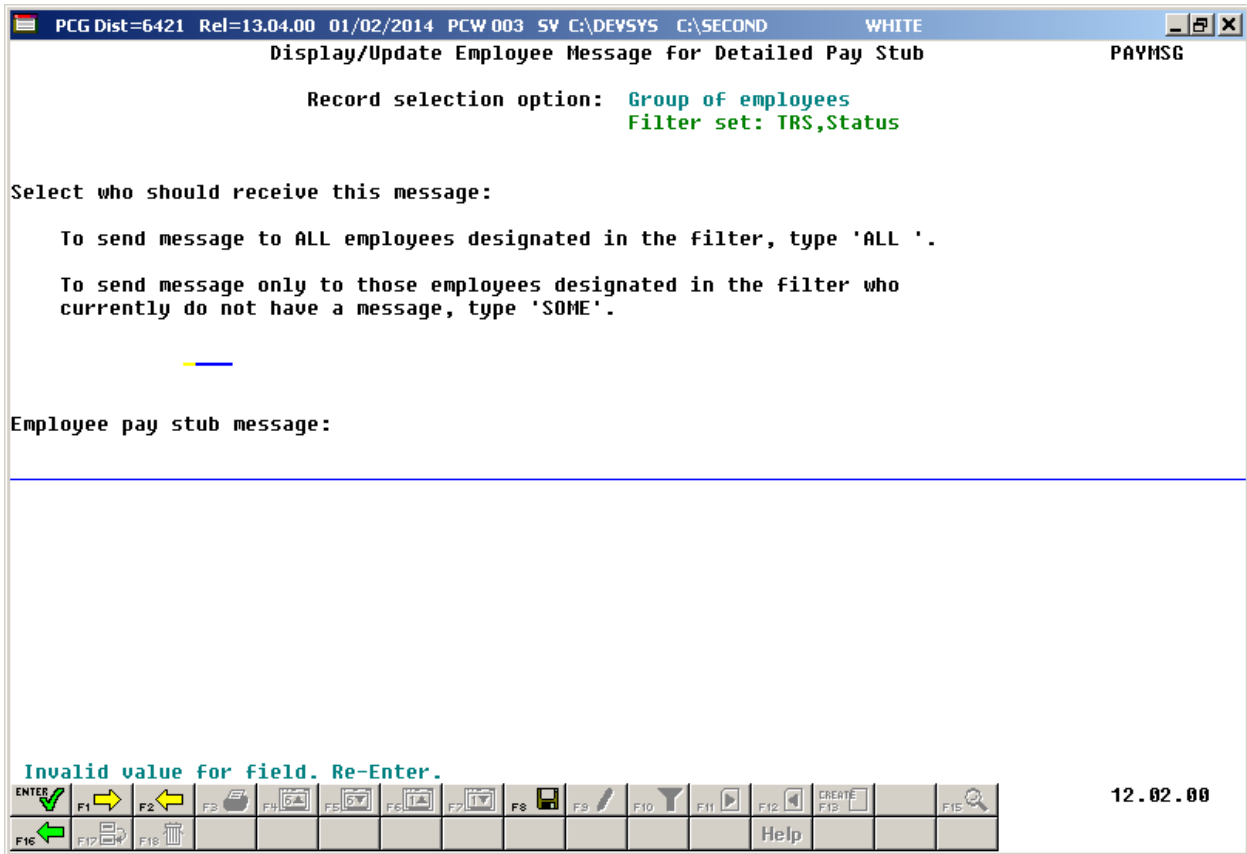 PCG Dist=6421 Rel=13.04.00 01/02/2014 PCW 003 SV C:\DEVSYS C:\SECOND WHITE
Display/Update Employee Message for Detailed Pay Stub PAYMSG
Record selection option: Group of employees
Filter set: TRS,Status
Select who should receive this message:
To send message to ALL employees designated in the filter, type 'ALL '.
To send message only to those employees designated in the filter who
currently do not have a message, type 'SOME'.
Employee pay stub message:
Invalid value for field. Re-Enter.
ENTER F1 F2 F3 F4 F5 F6 F7 F8 F9 F10 F11 F12 CREATE F13 F15 12.02.00
F16 F17 F18 Help